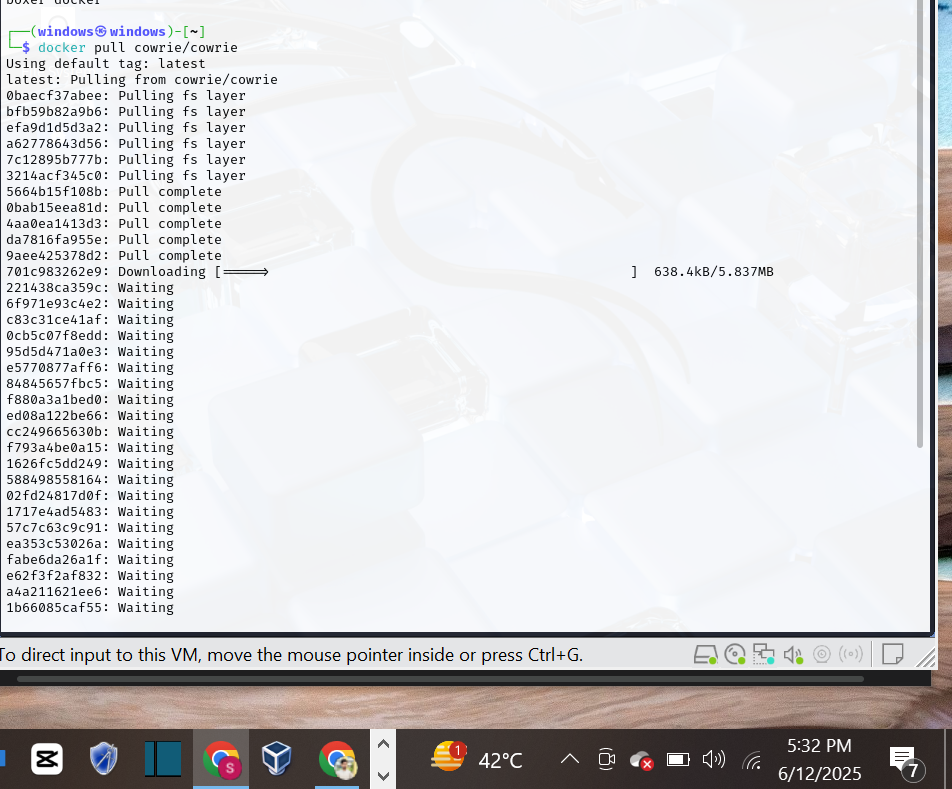 boxer docker
┌──(windows㉿windows)-[~]
└─$ docker pull cowrie/cowrie
Using default tag: latest
latest: Pulling from cowrie/cowrie
0baecf37abee: Pulling fs layer
bfb59b82a9b6: Pulling fs layer
efa9d1d5d3a2: Pulling fs layer
a62778643d56: Pulling fs layer
7c12895b777b: Pulling fs layer
3214acf345c0: Pulling fs layer
5664b15f108b: Pull complete
0bab15eea81d: Pull complete
4aa0ea1413d3: Pull complete
da7816fa955e: Pull complete
9aee425378d2: Pull complete
701c983262e9: Downloading [=====> ] 638.4kB/5.837MB
221438ca359c: Waiting
6f971e93c4e2: Waiting
c83c31ce41af: Waiting
0cb5c07f8edd: Waiting
95d5d471a0e3: Waiting
e5770877aff6: Waiting
84845657fbc5: Waiting
f880a3a1bed0: Waiting
ed08a122be66: Waiting
cc249665630b: Waiting
f793a4be0a15: Waiting
1626fc5dd249: Waiting
588498558164: Waiting
02fd24817d0f: Waiting
1717e4ad5483: Waiting
57c7c63c9c91: Waiting
ea353c53026a: Waiting
fabe6da26a1f: Waiting
e62f3f2af832: Waiting
a4a211621ee6: Waiting
1b66085caf55: Waiting
To direct input to this VM, move the mouse pointer inside or press Ctrl+G.
S
1
42°C
5:32 PM
6/12/2025
7